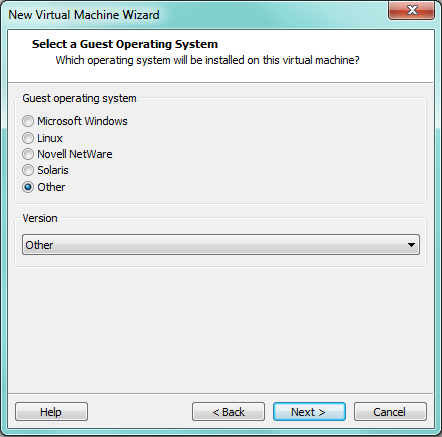 New Virtual Machine Wizard
Select a Guest Operating System
Which operating system will be installed on this virtual machine?
Guest operating system
Microsoft Windows
Linux
Novell NetWare
Solaris
Other
Version
Other
Help
< Back
Next >
Cancel